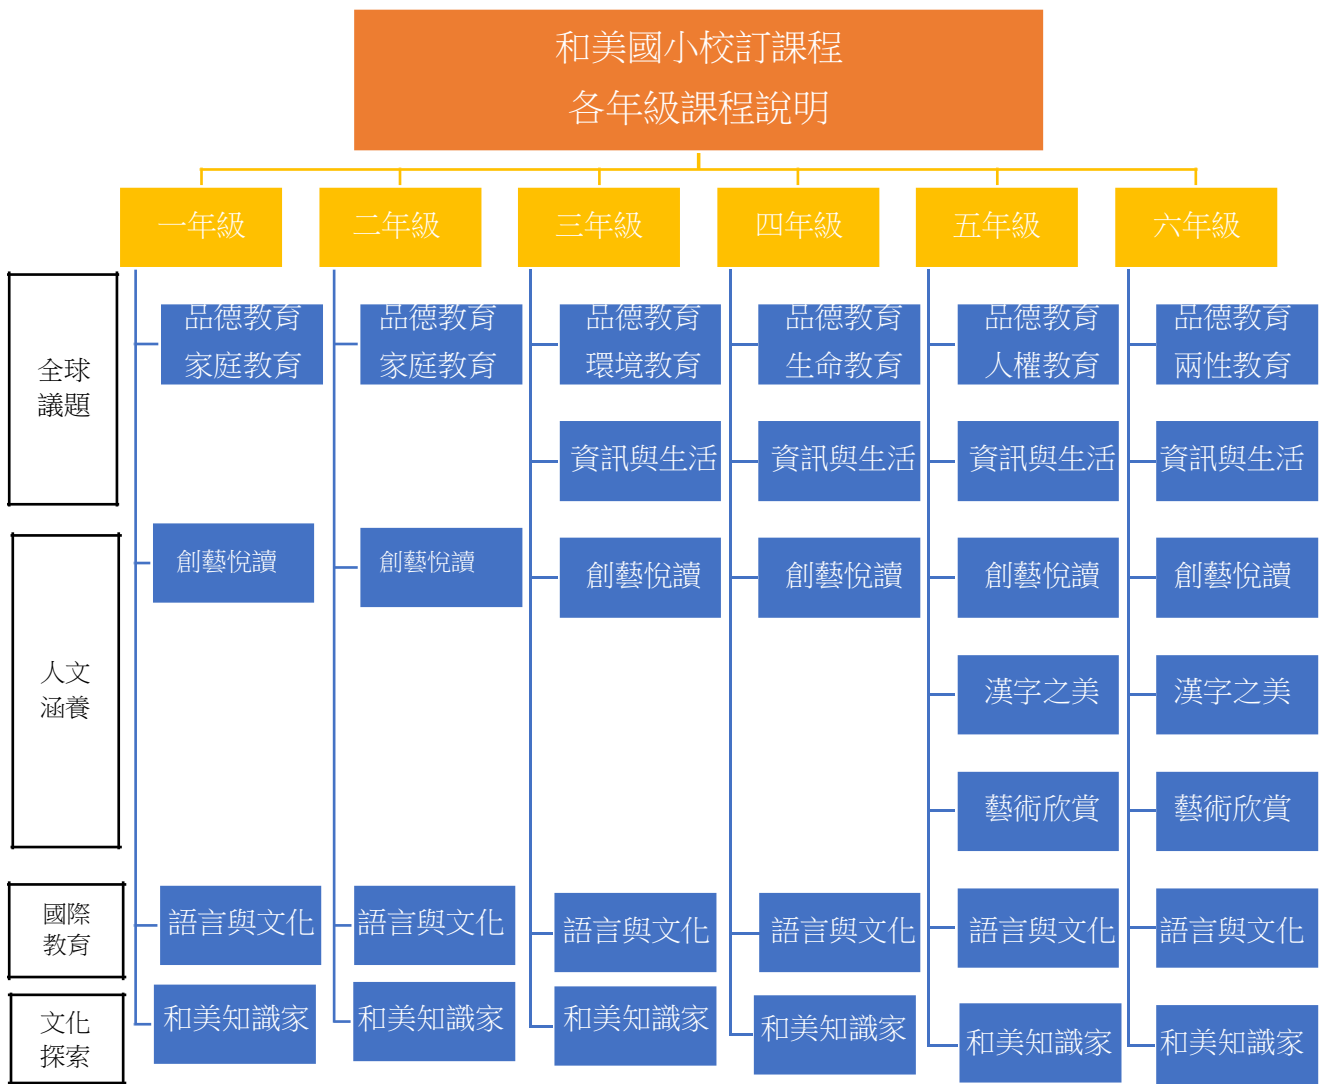 和美國小校訂課程
各年級課程說明
一年級
二年級
三年級
四年級
五年級
六年級
全球
議題
品德教育
家庭教育
品德教育
家庭教育
品德教育
環境教育
品德教育
生命教育
品德教育
人權教育
品德教育
兩性教育
資訊與生活
資訊與生活
資訊與生活
資訊與生活
人文
涵養
創藝悅讀
創藝悅讀
創藝悅讀
創藝悅讀
創藝悅讀
創藝悅讀
漢字之美
漢字之美
藝術欣賞
藝術欣賞
國際
教育
語言與文化
語言與文化
語言與文化
語言與文化
語言與文化
語言與文化
文化
探索
和美知識家
和美知識家
和美知識家
和美知識家
和美知識家
和美知識家